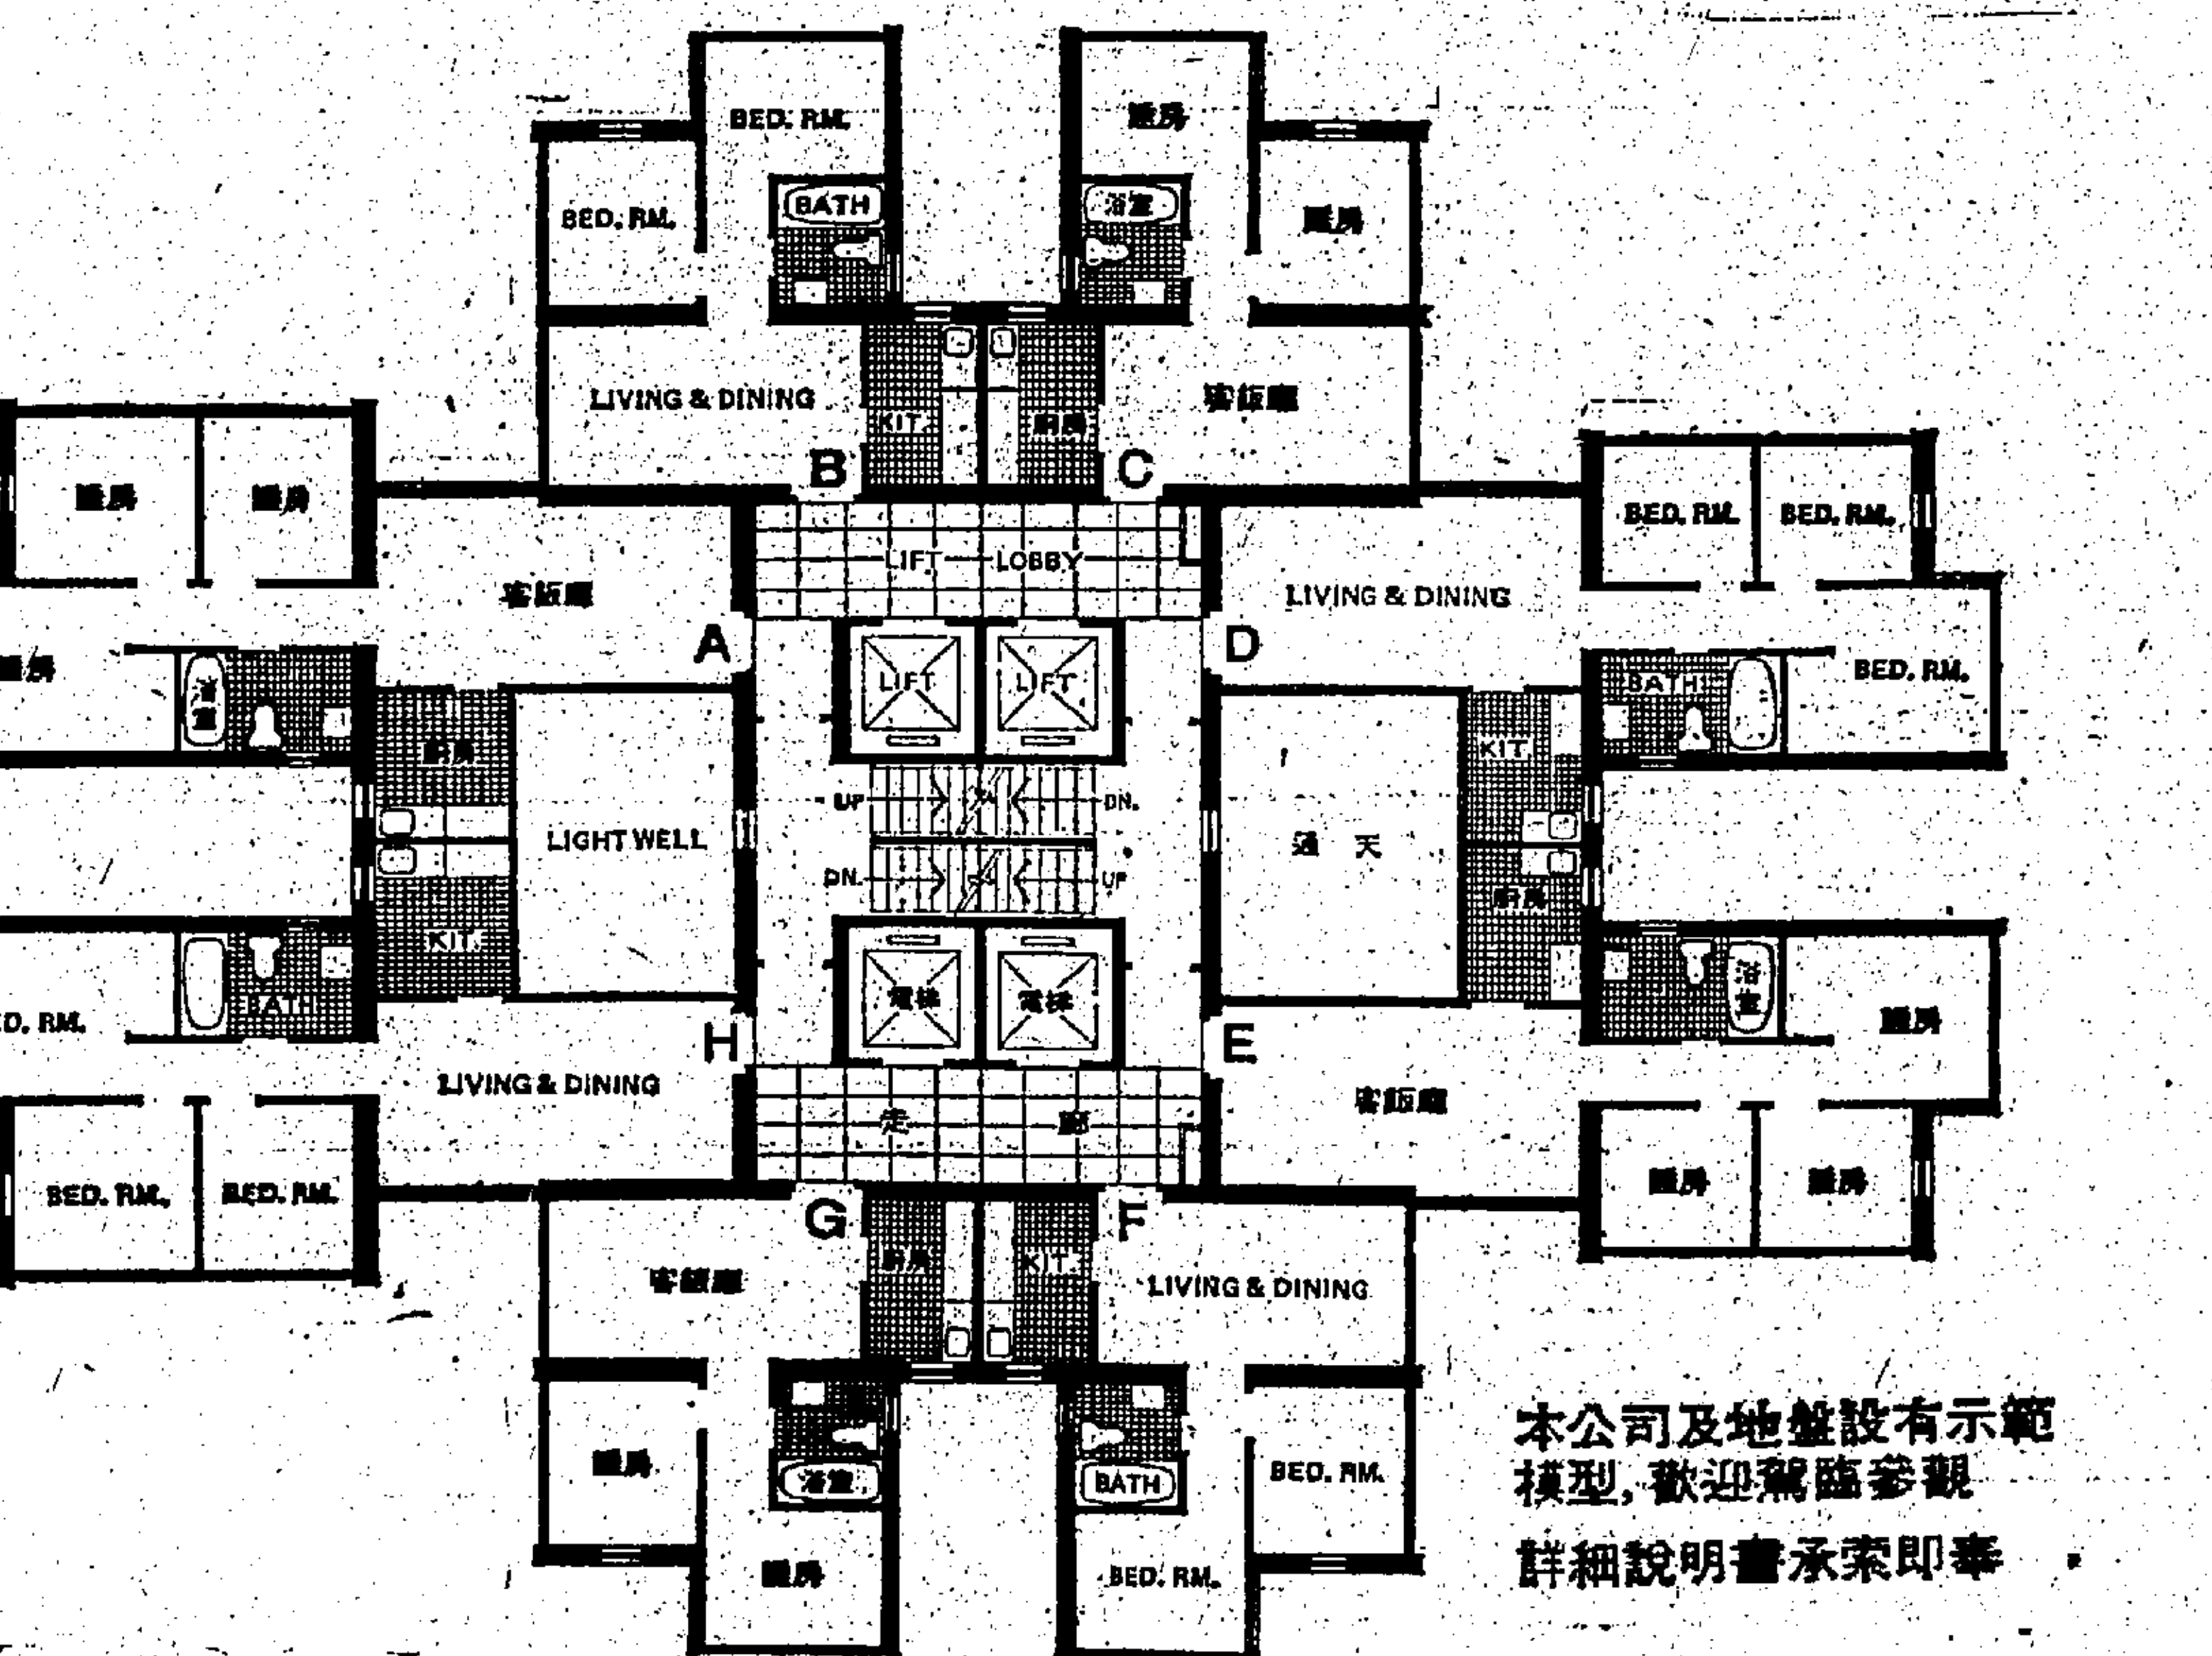 BED. RM.
睡房
BATH
浴室
BED. RM.
睡房
LIVING & DINING
客飯廳
KIT.
廚房
B
C
睡房
睡房
BED. RM.
BED. RM.
LIFT LOBBY
客飯廳
LIVING & DINING
A
D
睡房
浴室
LIFT
LIFT
BATH
BED. RM.
廚房
KIT.
UP
DN.
LIGHT WELL
通天
DN.
UP
廚房
KIT.
BATH
電梯
電梯
浴室
D. RM.
睡房
H
E
LIVING & DINING
客飯廳
走廊
BED. RM.
BED. RM.
睡房
睡房
G
F
廚房
KIT.
客飯廳
LIVING & DINING
睡房
BED. RM.
浴室
BATH
睡房
BED. RM.
本公司及地盤設有示範
模型,歡迎駕臨參觀
詳細說明書承索即奉